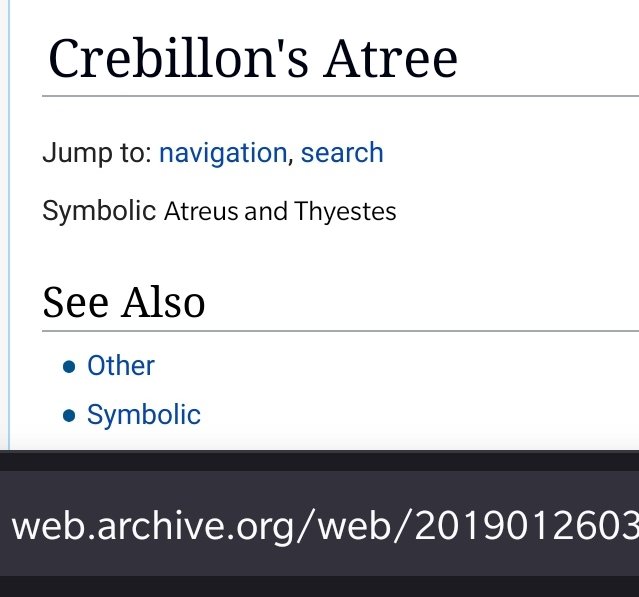 Crebillon's Atree
Jump to: navigation, search
Symbolic Atreus and Thyestes
See Also
Other
Symbolic
web.archive.org/web/2019012603